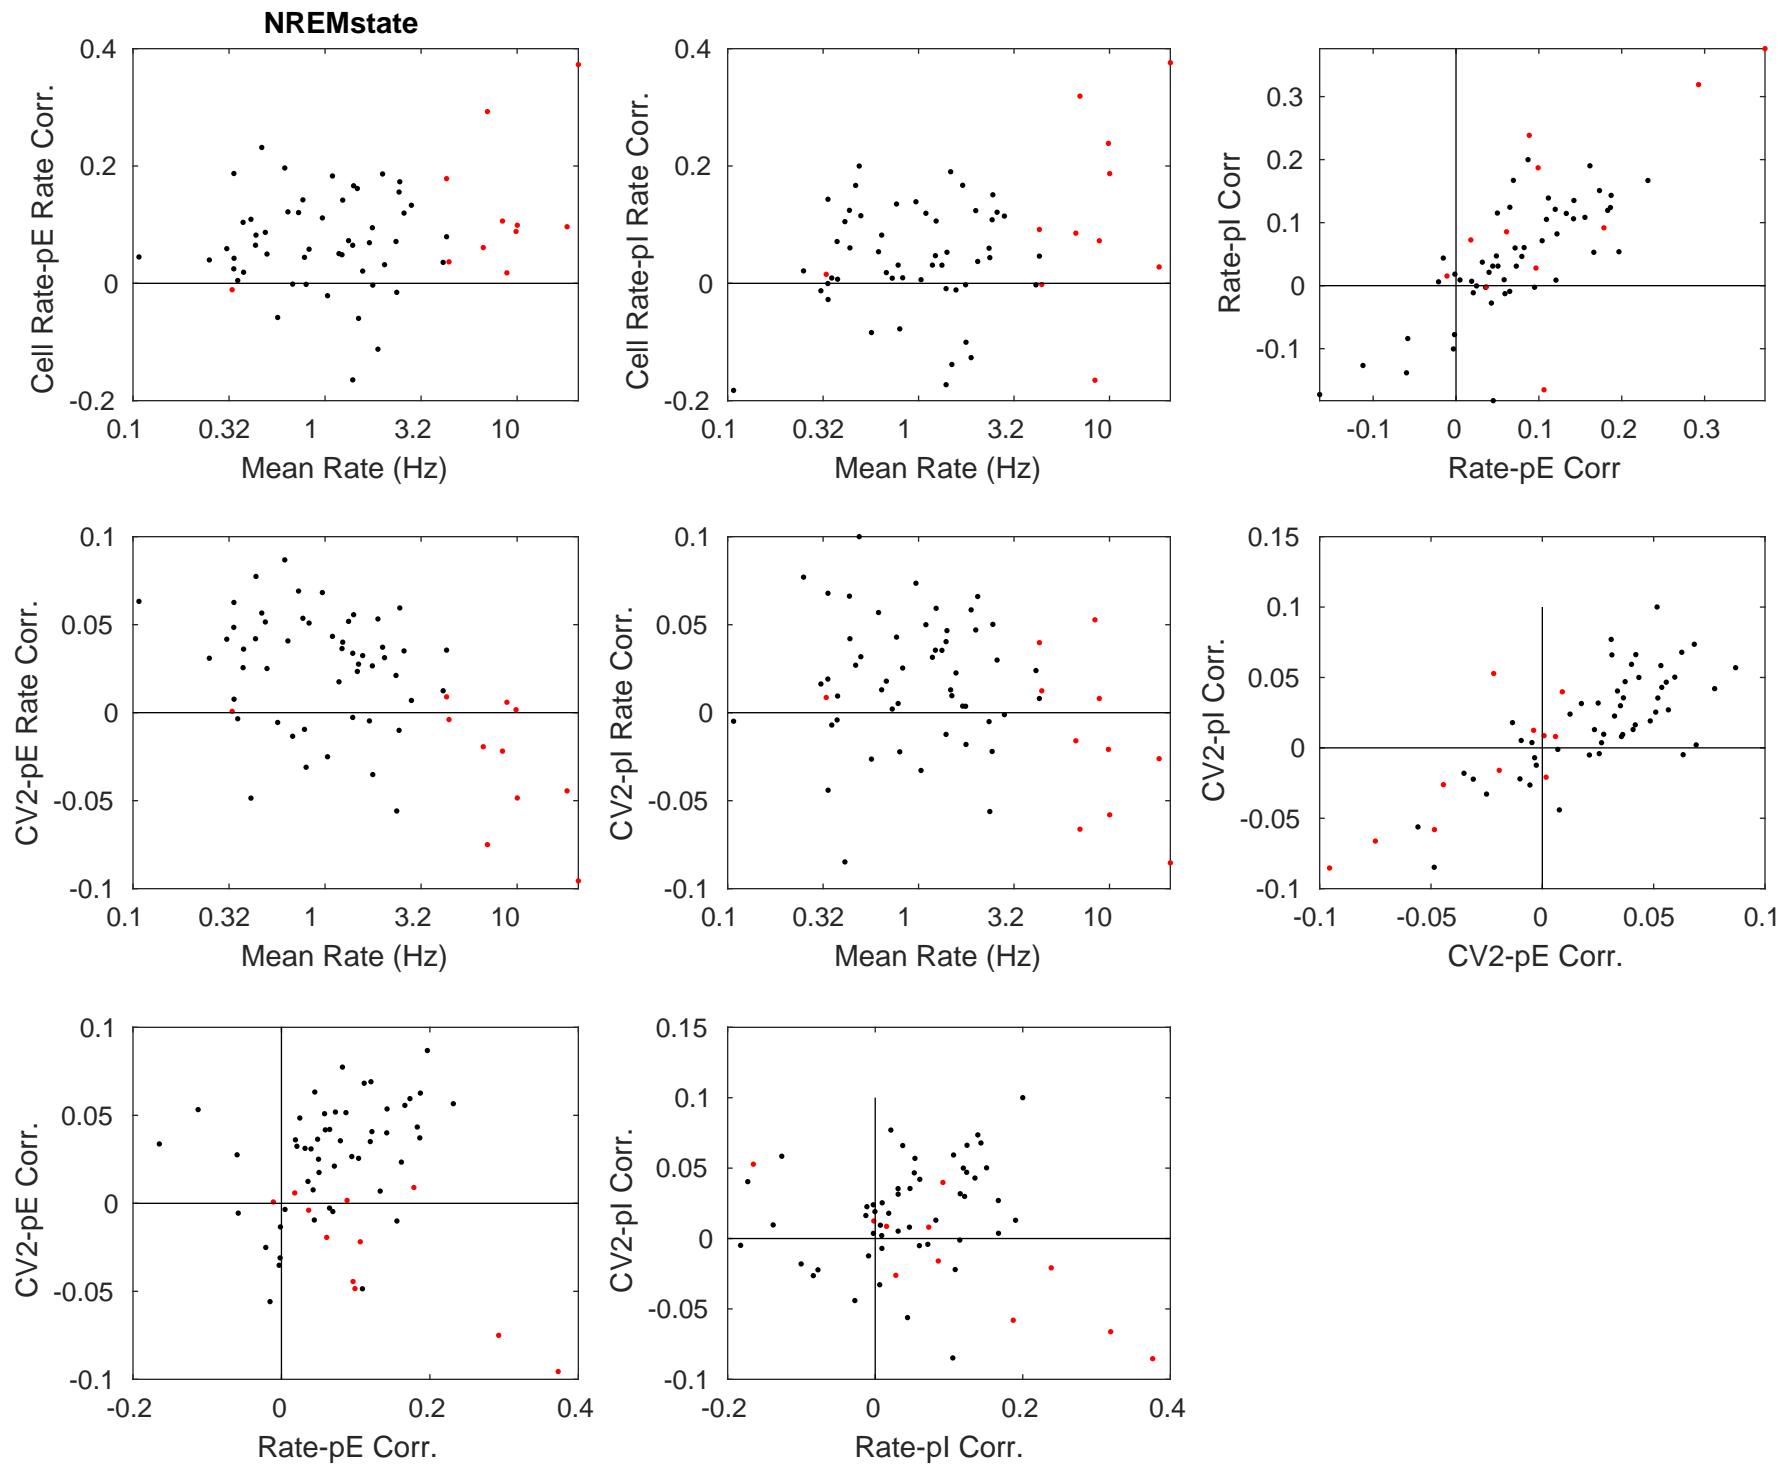 NREMstate
0.4
0.2
0
-0.2
Cell Rate-pE Rate Corr.
0.1 0.32 1 3.2 10
Mean Rate (Hz)
0.4
0.2
0
-0.2
Cell Rate-pI Rate Corr.
0.1 0.32 1 3.2 10
Mean Rate (Hz)
0.3
0.2
0.1
0
-0.1
Rate-pI Corr
-0.1 0 0.1 0.2 0.3
Rate-pE Corr
0.1
0.05
0
-0.05
-0.1
CV2-pE Rate Corr.
0.1 0.32 1 3.2 10
Mean Rate (Hz)
0.1
0.05
0
-0.05
-0.1
CV2-pI Rate Corr.
0.1 0.32 1 3.2 10
Mean Rate (Hz)
0.15
0.1
0.05
0
-0.05
-0.1
CV2-pI Corr.
-0.1 -0.05 0 0.05 0.1
CV2-pE Corr.
0.1
0.05
0
-0.05
-0.1
CV2-pE Corr.
-0.2 0 0.2 0.4
Rate-pE Corr.
0.15
0.1
0.05
0
-0.05
-0.1
CV2-pI Corr.
-0.2 0 0.2 0.4
Rate-pI Corr.